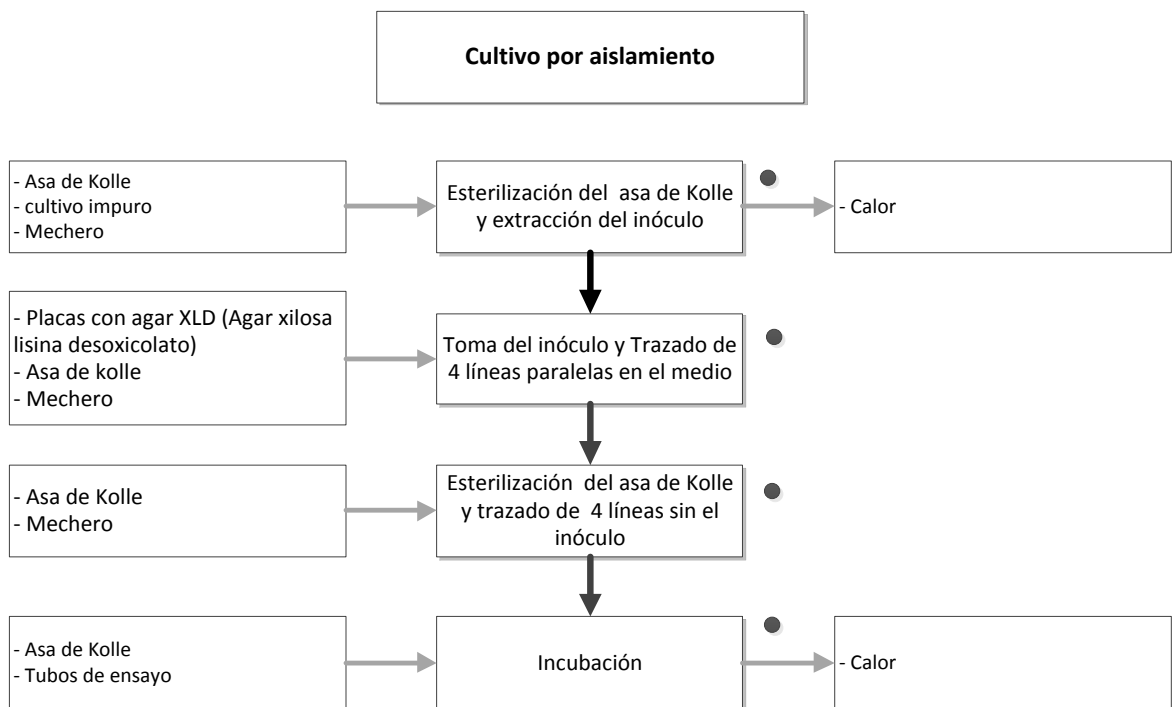 Cultivo por aislamiento
- Asa de Kolle
- cultivo impuro
- Mechero
Esterilización del asa de Kolle
y extracción del inóculo
- Calor
- Placas con agar XLD (Agar xilosa
lisina desoxicolato)
- Asa de kolle
- Mechero
Toma del inóculo y Trazado de
4 líneas paralelas en el medio
- Asa de Kolle
- Mechero
Esterilización del asa de Kolle
y trazado de 4 líneas sin el
inóculo
- Asa de Kolle
- Tubos de ensayo
Incubación
- Calor